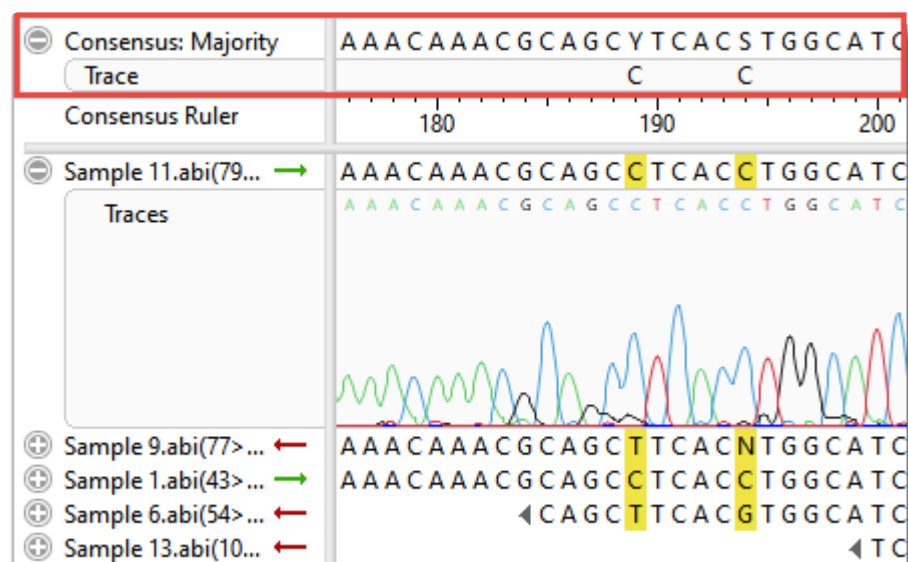 Consensus: Majority AAACAAACGCAGCYTCACSTGGCATC
Trace C C
Consensus Ruler 180 190 200
Sample 11.abi(79... AAACAAACGCAGCCTCACCTGGCATC
Traces AAACAAACGCAGCCTCACCTGGCATC
Sample 9.abi(77>... AAACAAACGCAGCTTCACNTGGCATC
Sample 1.abi(43>... AAACAAACGCAGCCTCACCTGGCATC
Sample 6.abi(54>... CAGCTTCACGTGGCATC
Sample 13.abi(10... TC